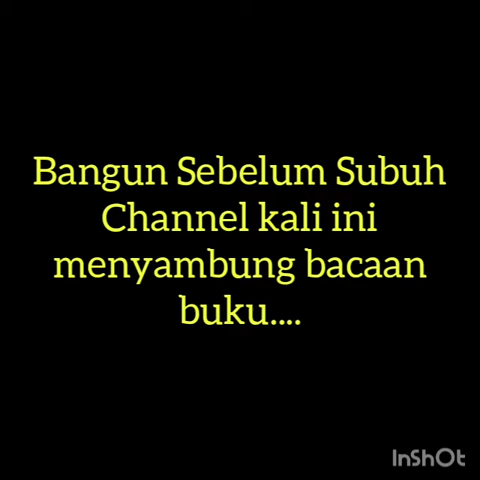 Bangun Sebelum Subuh
Channel kali ini
menyambung bacaan
buku....
InShOt